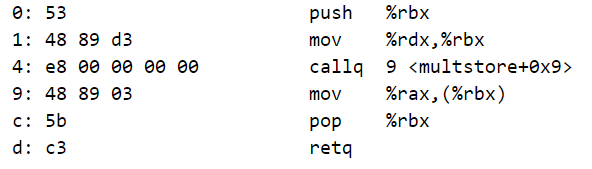 0: 53 push %rbx
1: 48 89 d3 mov %rdx,%rbx
4: e8 00 00 00 00 callq 9 <multstore+0x9>
9: 48 89 03 mov %rax,(%rbx)
c: 5b pop %rbx
d: c3 retq